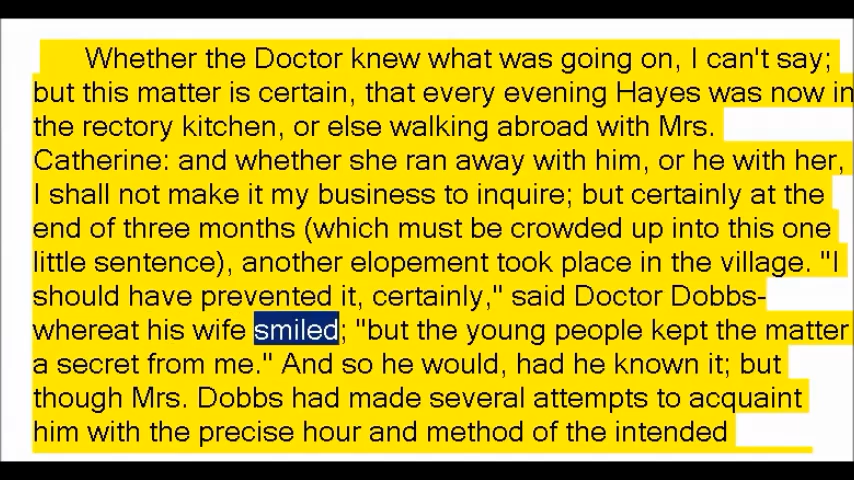 Whether the Doctor knew what was going on, I can't say;
but this matter is certain, that every evening Hayes was now in
the rectory kitchen, or else walking abroad with Mrs.
Catherine: and whether she ran away with him, or he with her,
I shall not make it my business to inquire; but certainly at the
end of three months (which must be crowded up into this one
little sentence), another elopement took place in the village. "I
should have prevented it, certainly," said Doctor Dobbs-
whereat his wife smiled; "but the young people kept the matter
a secret from me." And so he would, had he known it; but
though Mrs. Dobbs had made several attempts to acquaint
him with the precise hour and method of the intended